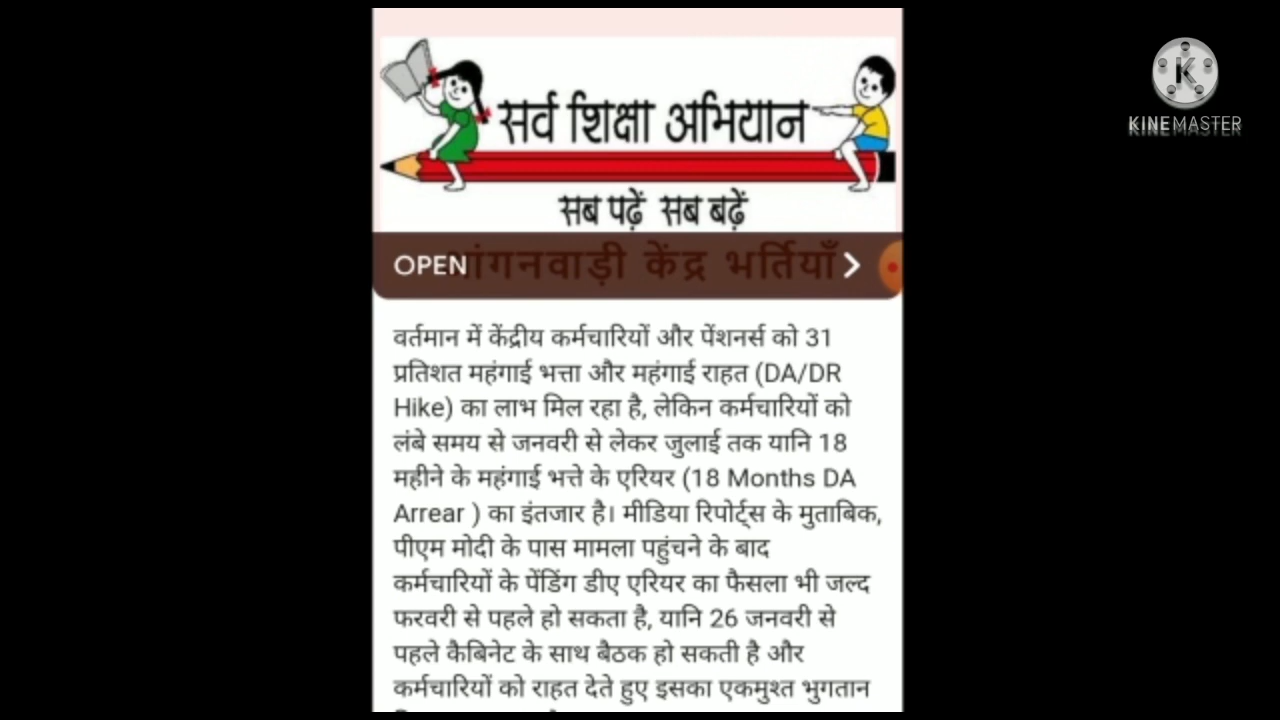 सर्व शिक्षा अभियान
KINEMASTER
सब पढ़ें सब बढ़ें
OPEN
केंद्र भर्तियाँ
वर्तमान में केंद्रीय कर्मचारियों और पेंशनर्स को 31
प्रतिशत महंगाई भत्ता और महंगाई राहत (DA/DR
Hike) का लाभ मिल रहा है, लेकिन कर्मचारियों को
लंबे समय से जनवरी से लेकर जुलाई तक यानि 18
महीने के महंगाई भत्ते के एरियर (18 Months DA
Arrear ) का इंतजार है। मीडिया रिपोर्ट्स के मुताबिक,
पीएम मोदी के पास मामला पहुंचने के बाद
कर्मचारियों के पेंडिंग डीए एरियर का फैसला भी जल्द
फरवरी से पहले हो सकता है, यानि 26 जनवरी से
पहले कैबिनेट के साथ बैठक हो सकती है और
कर्मचारियों को राहत देते हुए इसका एकमुश्त भुगतान